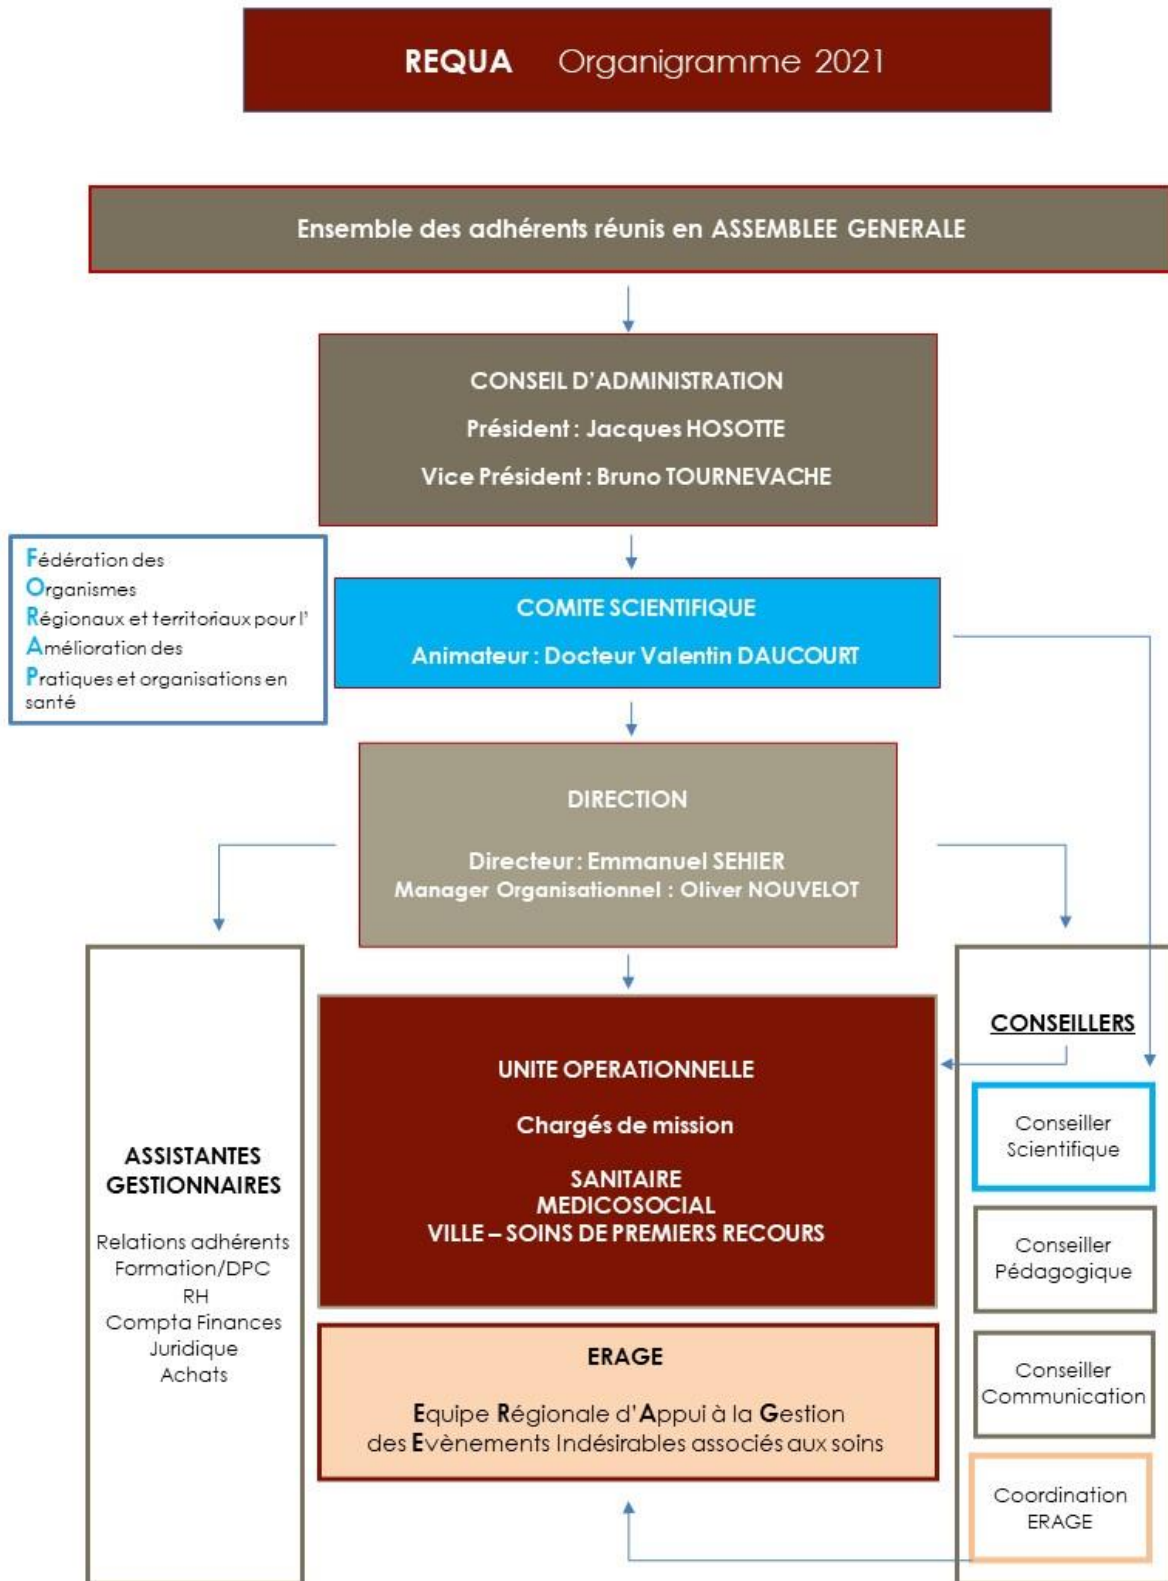 REQUA Organigramme 2021
Ensemble des adhérents réunis en ASSEMBLEE GENERALE
CONSEIL D'ADMINISTRATION
Président : Jacques HOSOTTE
Vice Président : Bruno TOURNEVACHE
Fédération des
Organismes
Régionaux et territoriaux pour l'
Amélioration des
Pratiques et organisations en
santé
COMITE SCIENTIFIQUE
Animateur : Docteur Valentin DAUCOURT
DIRECTION
Directeur : Emmanuel SEHIER
Manager Organisationnel : Oliver NOUVELOT
ASSISTANTES
GESTIONNAIRES
Relations adhérents
Formation/DPC
RH
Compta Finances
Juridique
Achats
UNITE OPERATIONNELLE
Chargés de mission
SANITAIRE
MEDICOSOCIAL
VILLE – SOINS DE PREMIERS RECOURS
ERAGE
Equipe Régionale d'Appui à la Gestion
des Evènements Indésirables associés aux soins
CONSEILLERS
Conseiller
Scientifique
Conseiller
Pédagogique
Conseiller
Communication
Coordination
ERAGE